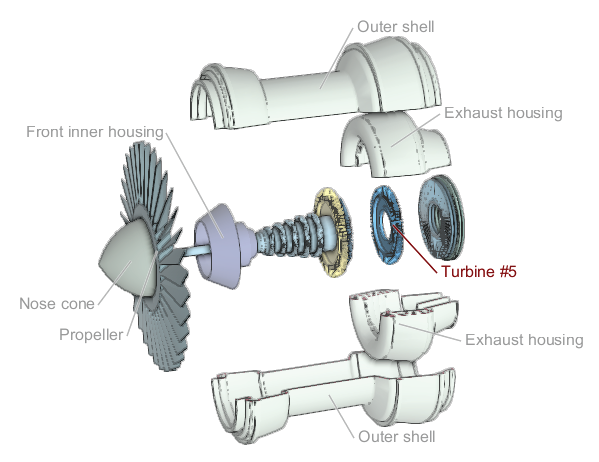 Outer shell
Exhaust housing
Front inner housing
Turbine #5
Nose cone
Propeller
Exhaust housing
Outer shell